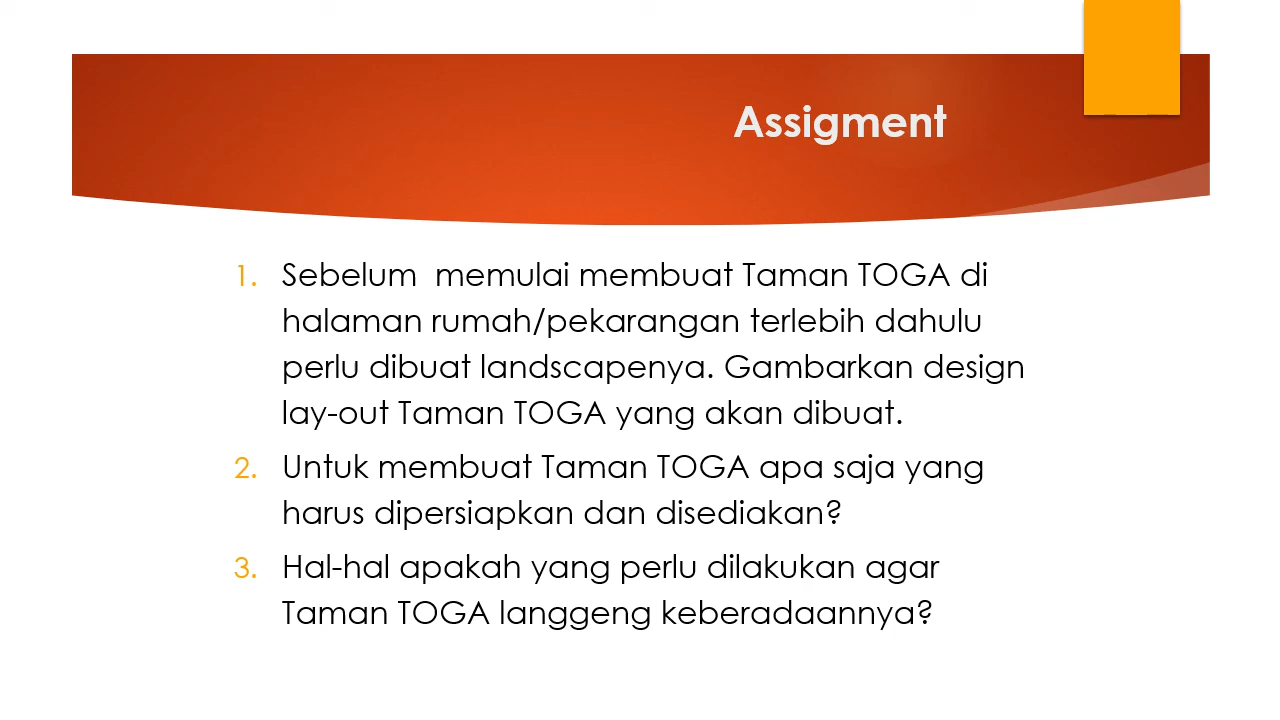 Assigment
1. Sebelum  memulai membuat Taman TOGA di
halaman rumah/pekarangan terlebih dahulu
perlu dibuat landscapenya. Gambarkan design
lay-out Taman TOGA yang akan dibuat.
2. Untuk membuat Taman TOGA apa saja yang
harus dipersiapkan dan disediakan?
3. Hal-hal apakah yang perlu dilakukan agar
Taman TOGA langgeng keberadaannya?